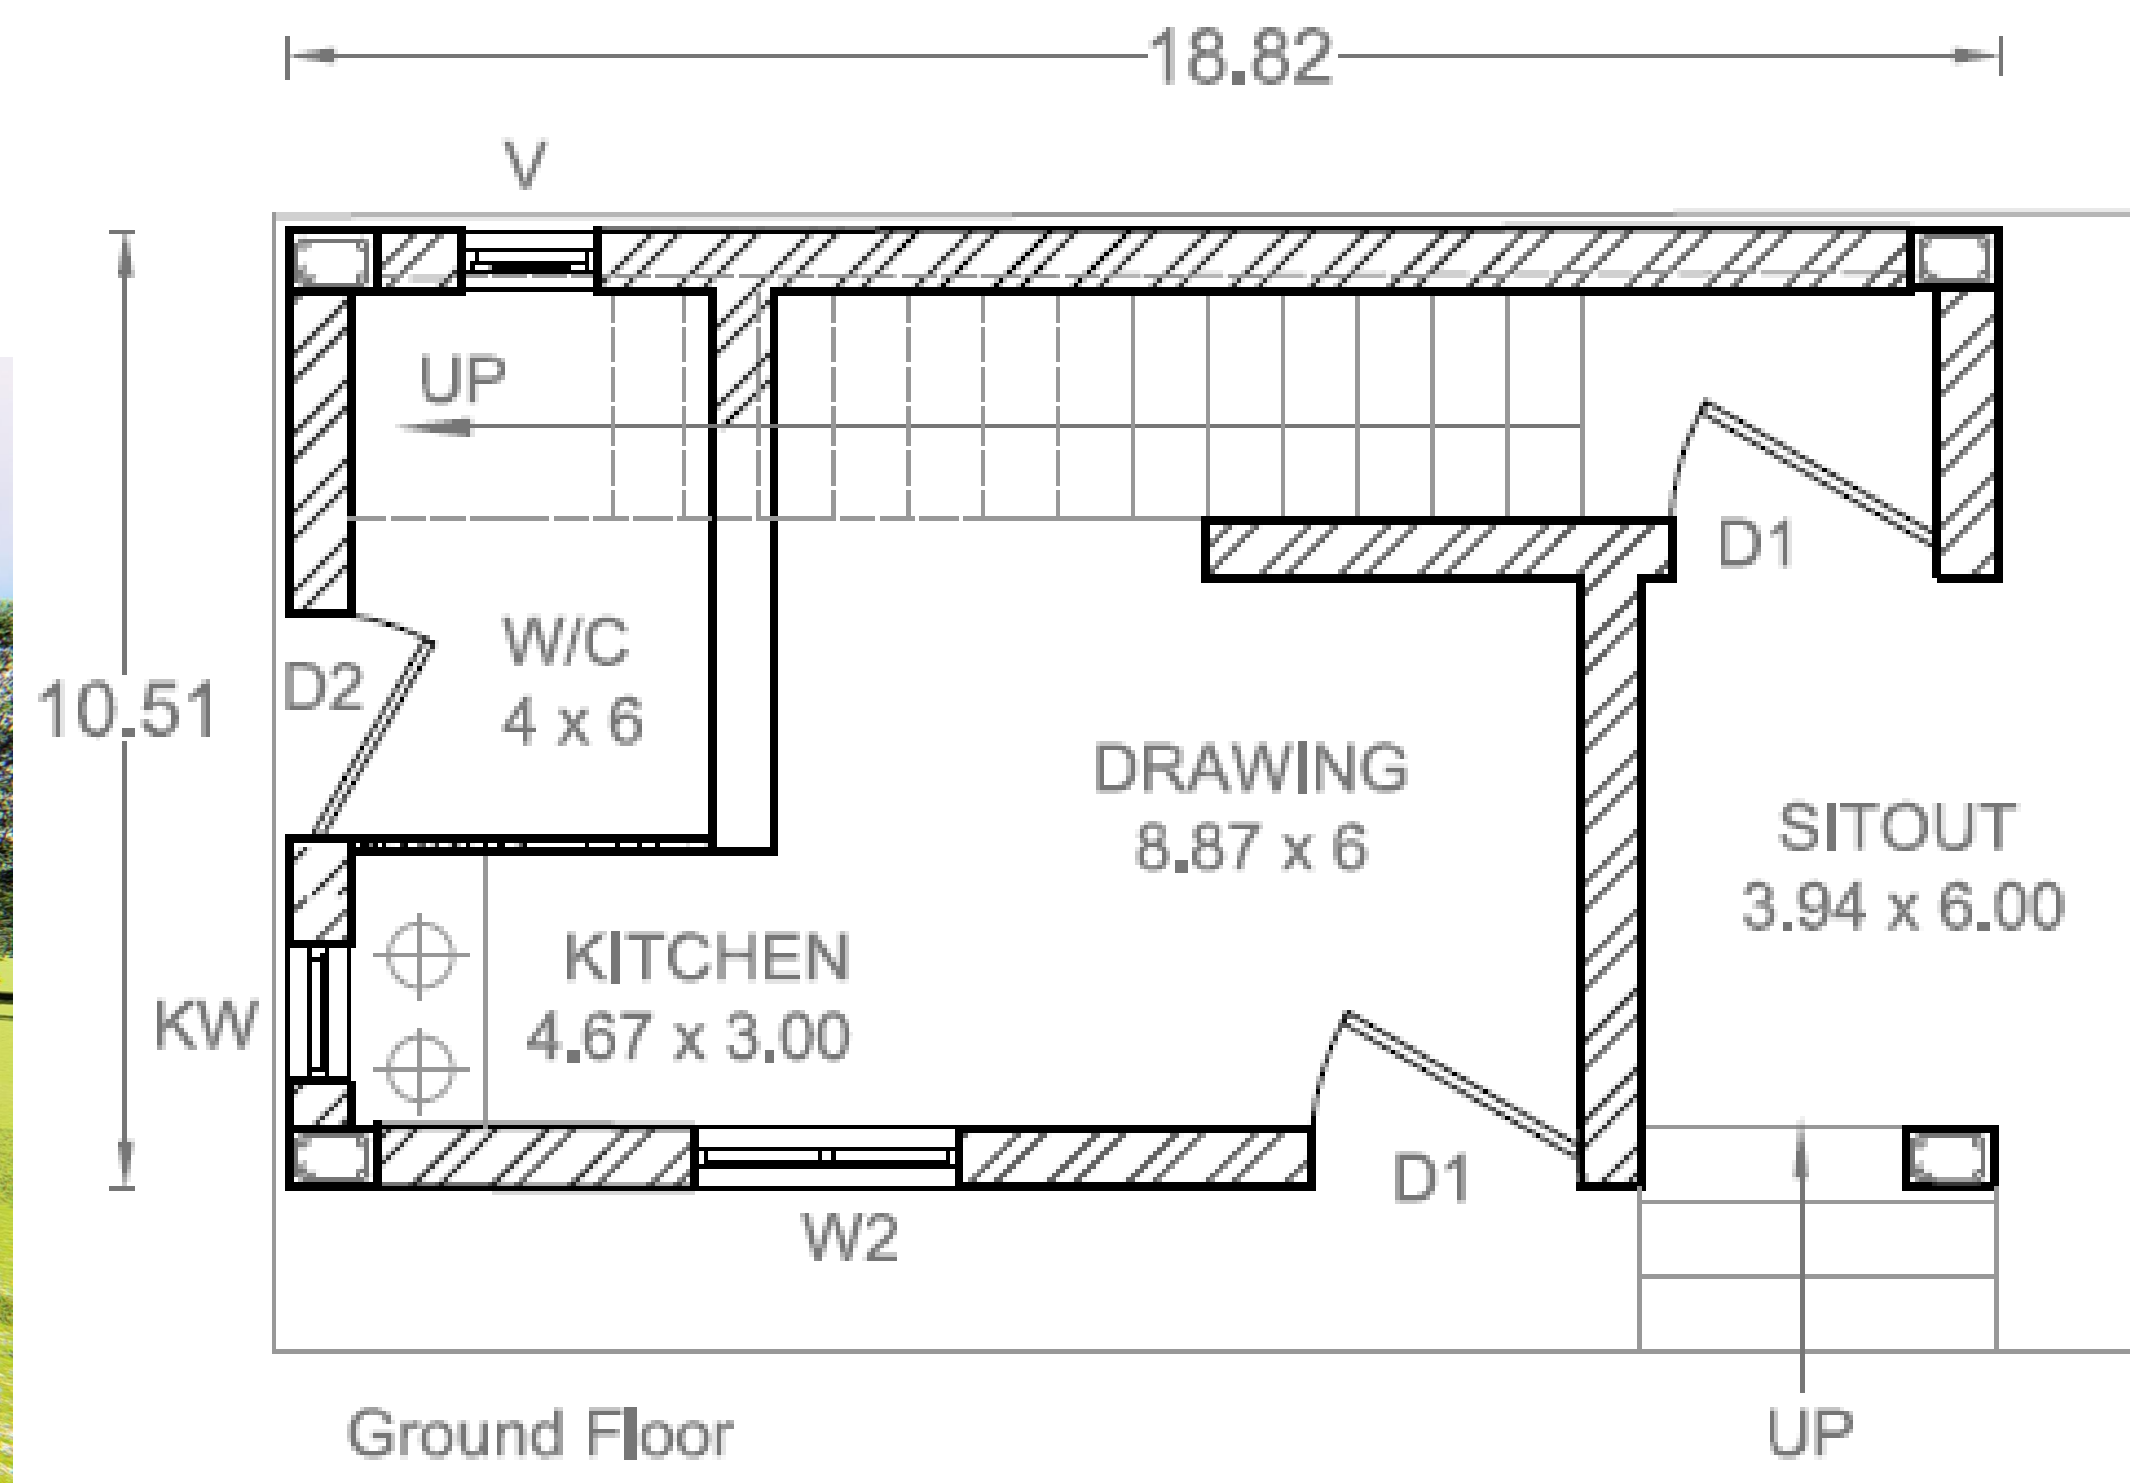 18.82
V
UP
D1
W/C
4 x 6
D2
10.51
DRAWING
8.87 x 6
SITOUT
3.94 x 6.00
KITCHEN
4.67 x 3.00
KW
D1
W2
Ground Floor
UP